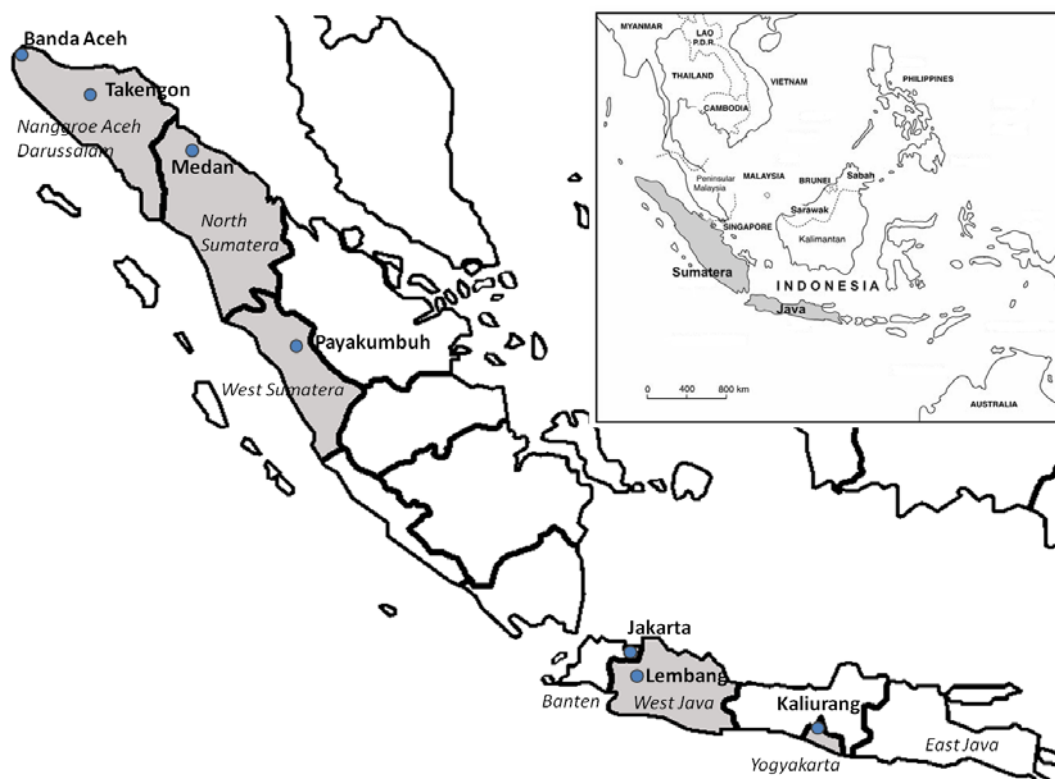 Banda Aceh
Takengon
Nanggroe Aceh
Darussalam
Medan
North
Sumatera
Payakumbuh
West Sumatera
Jakarta
Lembang
Banten
West Java
Kaliurang
Yogyakarta
East Java
MYANMAR
LAO
P.D.R.
THAILAND
VIETNAM
CAMBODIA
PHILIPPINES
Peninsular
Malaysia
MALAYSIA
BRUNEI
Sabah
Sarawak
SINGAPORE
Kalimantan
Sumatera
INDONESIA
Java
0 400 800 km
AUSTRALIA